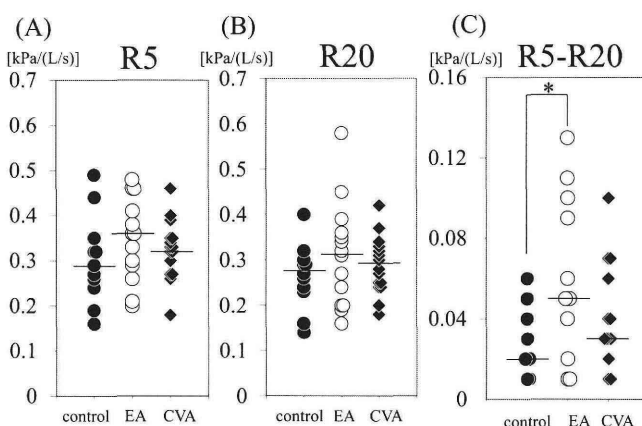 (A)
[kPa/(L/s)]
R5
0.7
0.6
0.5
0.4
0.3
0.2
0.1
0
control EA CVA
(B)
[kPa/(L/s)]
R20
0.7
0.6
0.5
0.4
0.3
0.2
0.1
0
control EA CVA
(C)
[kPa/(L/s)]
R5-R20
0.16
0.12
0.08
0.04
0.00
*
control EA CVA